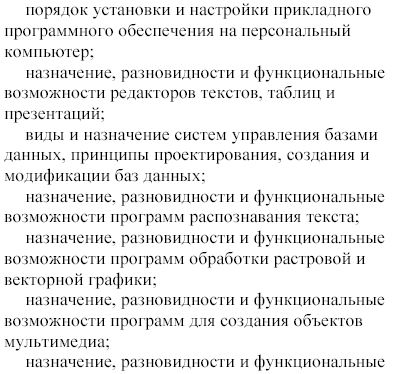 порядок установки и настройки прикладного
программного обеспечения на персональный
компьютер;
назначение, разновидности и функциональные
возможности редакторов текстов, таблиц и
презентаций;
виды и назначение систем управления базами
данных, принципы проектирования, создания и
модификации баз данных;
назначение, разновидности и функциональные
возможности программ распознавания текста;
назначение, разновидности и функциональные
возможности программ обработки растровой и
векторной графики;
назначение, разновидности и функциональные
возможности программ для создания объектов
мультимедиа;
назначение, разновидности и функциональные